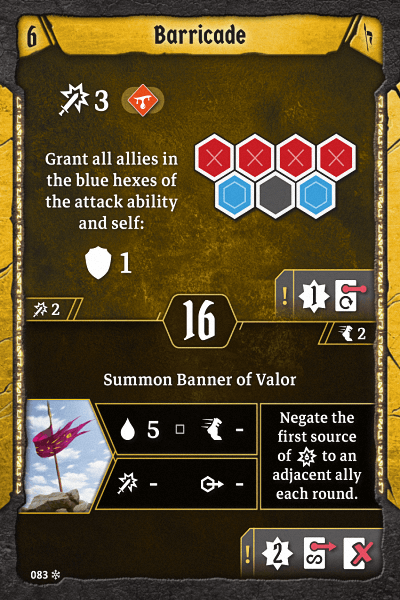 6
Barricade
3
Grant all allies in
the blue hexes of
the attack ability
and self:
1
! 1
2
16
2
Summon Banner of Valor
5
-
-
-
Negate the
first source
of
to an
adjacent ally
each round.
! 2
083